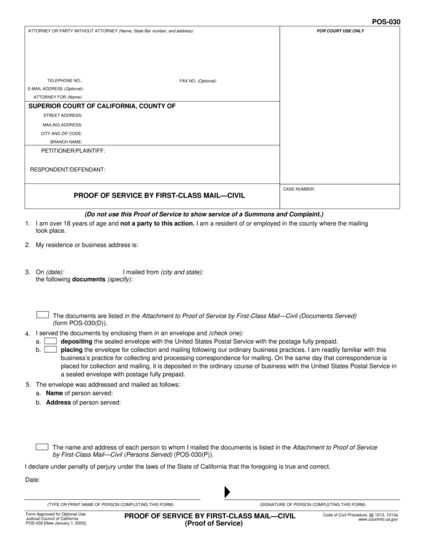 POS-030
ATTORNEY OR PARTY WITHOUT ATTORNEY (Name, State Bar number, and address):
FOR COURT USE ONLY
TELEPHONE NO.:
FAX NO. (Optional):
E-MAIL ADDRESS (Optional):
ATTORNEY FOR (Name):
SUPERIOR COURT OF CALIFORNIA, COUNTY OF
STREET ADDRESS:
MAILING ADDRESS:
CITY AND ZIP CODE:
BRANCH NAME:
PETITIONER/PLAINTIFF:
RESPONDENT/DEFENDANT:
PROOF OF SERVICE BY FIRST-CLASS MAIL—CIVIL
CASE NUMBER:
(Do not use this Proof of Service to show service of a Summons and Complaint.)
1. I am over 18 years of age and not a party to this action. I am a resident of or employed in the county where the mailing
took place.
2. My residence or business address is:
3. On (date): I mailed from (city and state):
the following documents (specify):
The documents are listed in the Attachment to Proof of Service by First-Class Mail—Civil (Documents Served)
(form POS-030(D)).
4. I served the documents by enclosing them in an envelope and (check one):
a. depositing the sealed envelope with the United States Postal Service with the postage fully prepaid.
b. placing the envelope for collection and mailing following our ordinary business practices. I am readily familiar with this
business's practice for collecting and processing correspondence for mailing. On the same day that correspondence is
placed for collection and mailing, it is deposited in the ordinary course of business with the United States Postal Service in
a sealed envelope with postage fully prepaid.
5. The envelope was addressed and mailed as follows:
a. Name of person served:
b. Address of person served:
The name and address of each person to whom I mailed the documents is listed in the Attachment to Proof of Service
by First-Class Mail—Civil (Persons Served) (POS-030(P)).
I declare under penalty of perjury under the laws of the State of California that the foregoing is true and correct.
Date:
(TYPE OR PRINT NAME OF PERSON COMPLETING THIS FORM)
(SIGNATURE OF PERSON COMPLETING THIS FORM)
Form Approved for Optional Use
Judicial Council of California
POS-030 [New January 1, 2005]
PROOF OF SERVICE BY FIRST-CLASS MAIL—CIVIL
(Proof of Service)
Code of Civil Procedure, §§ 1013, 1013a
www.courtinfo.ca.gov